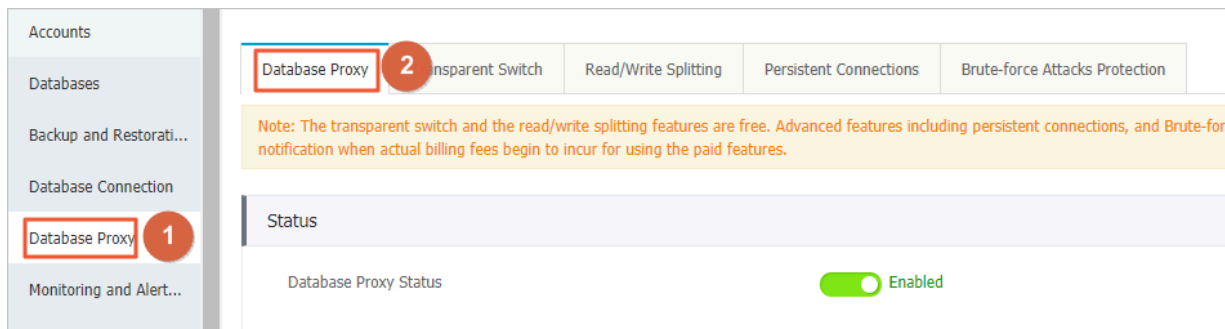 Accounts
Databases
Backup and Restorati...
Database Connection
Database Proxy 1
Monitoring and Alert...
Database Proxy 2 nsparent Switch Read/Write Splitting Persistent Connections Brute-force Attacks Protection
Note: The transparent switch and the read/write splitting features are free. Advanced features including persistent connections, and Brute-for
notification when actual billing fees begin to incur for using the paid features.
Status
Database Proxy Status Enabled